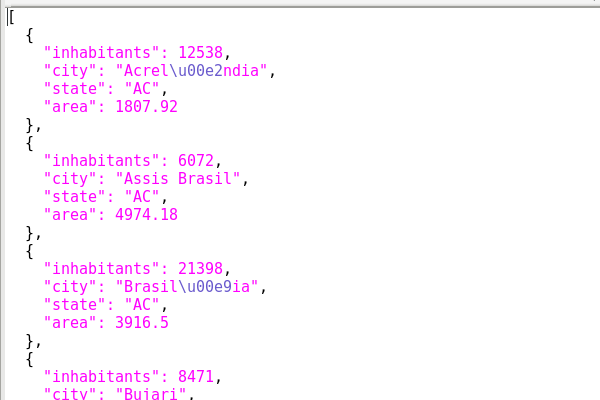 [
  {
    "inhabitants": 12538,
    "city": "Acrel\u00e2ndia",
    "state": "AC",
    "area": 1807.92
  },
  {
    "inhabitants": 6072,
    "city": "Assis Brasil",
    "state": "AC",
    "area": 4974.18
  },
  {
    "inhabitants": 21398,
    "city": "Brasil\u00e9ia",
    "state": "AC",
    "area": 3916.5
  },
  {
    "inhabitants": 8471,
    "city": "Bujari",